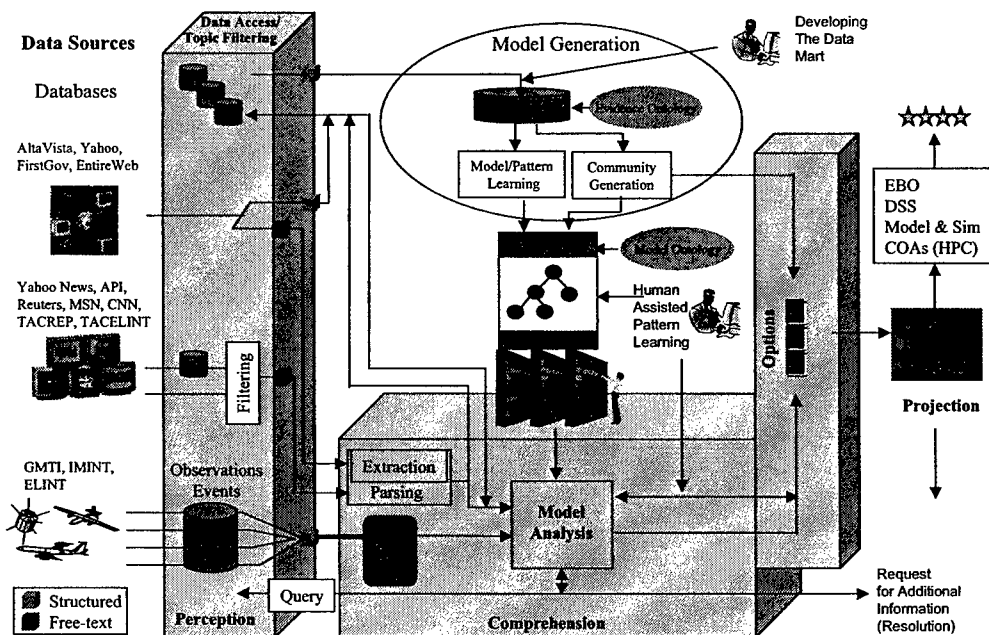 Data Sources
Databases
AltaVista, Yahoo,
FirstGov, EntireWeb
Yahoo News, API,
Reuters, MSN, CNN,
TACREP, TACELINT
GMTI, IMINT,
ELINT
Structured
Free-text
Data Access/
Topic Filtering
Filtering
Observations
Events
Perception
Query
Model Generation
Evidence Ontology
Model/Pattern
Learning
Community
Generation
Developing
The Data
Mart
Model Ontology
Human
Assisted
Pattern
Learning
Extraction
Parsing
Model
Analysis
Comprehension
Options
EBO
DSS
Model & Sim
COAs (HPC)
Projection
Request
for Additional
Information
(Resolution)